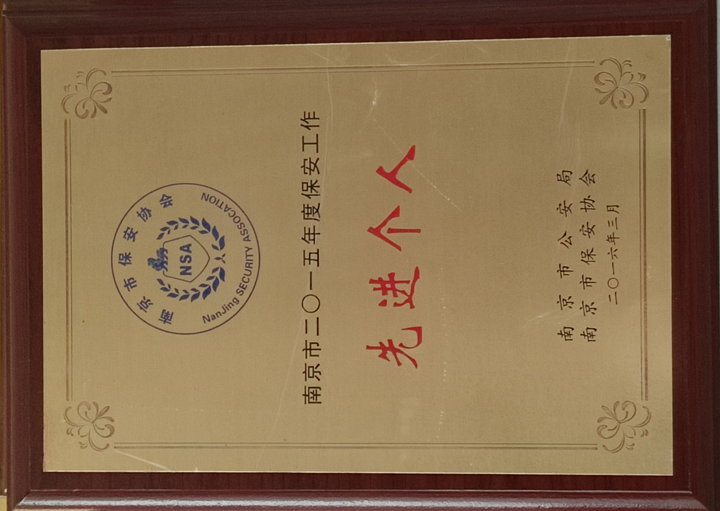 南京市保安协会
NSA
NanJing SECURITY ASSOCATION
南京市二〇一五年度保安工作
先进个人
南京市公安局
南京市保安协会
二〇一六年三月